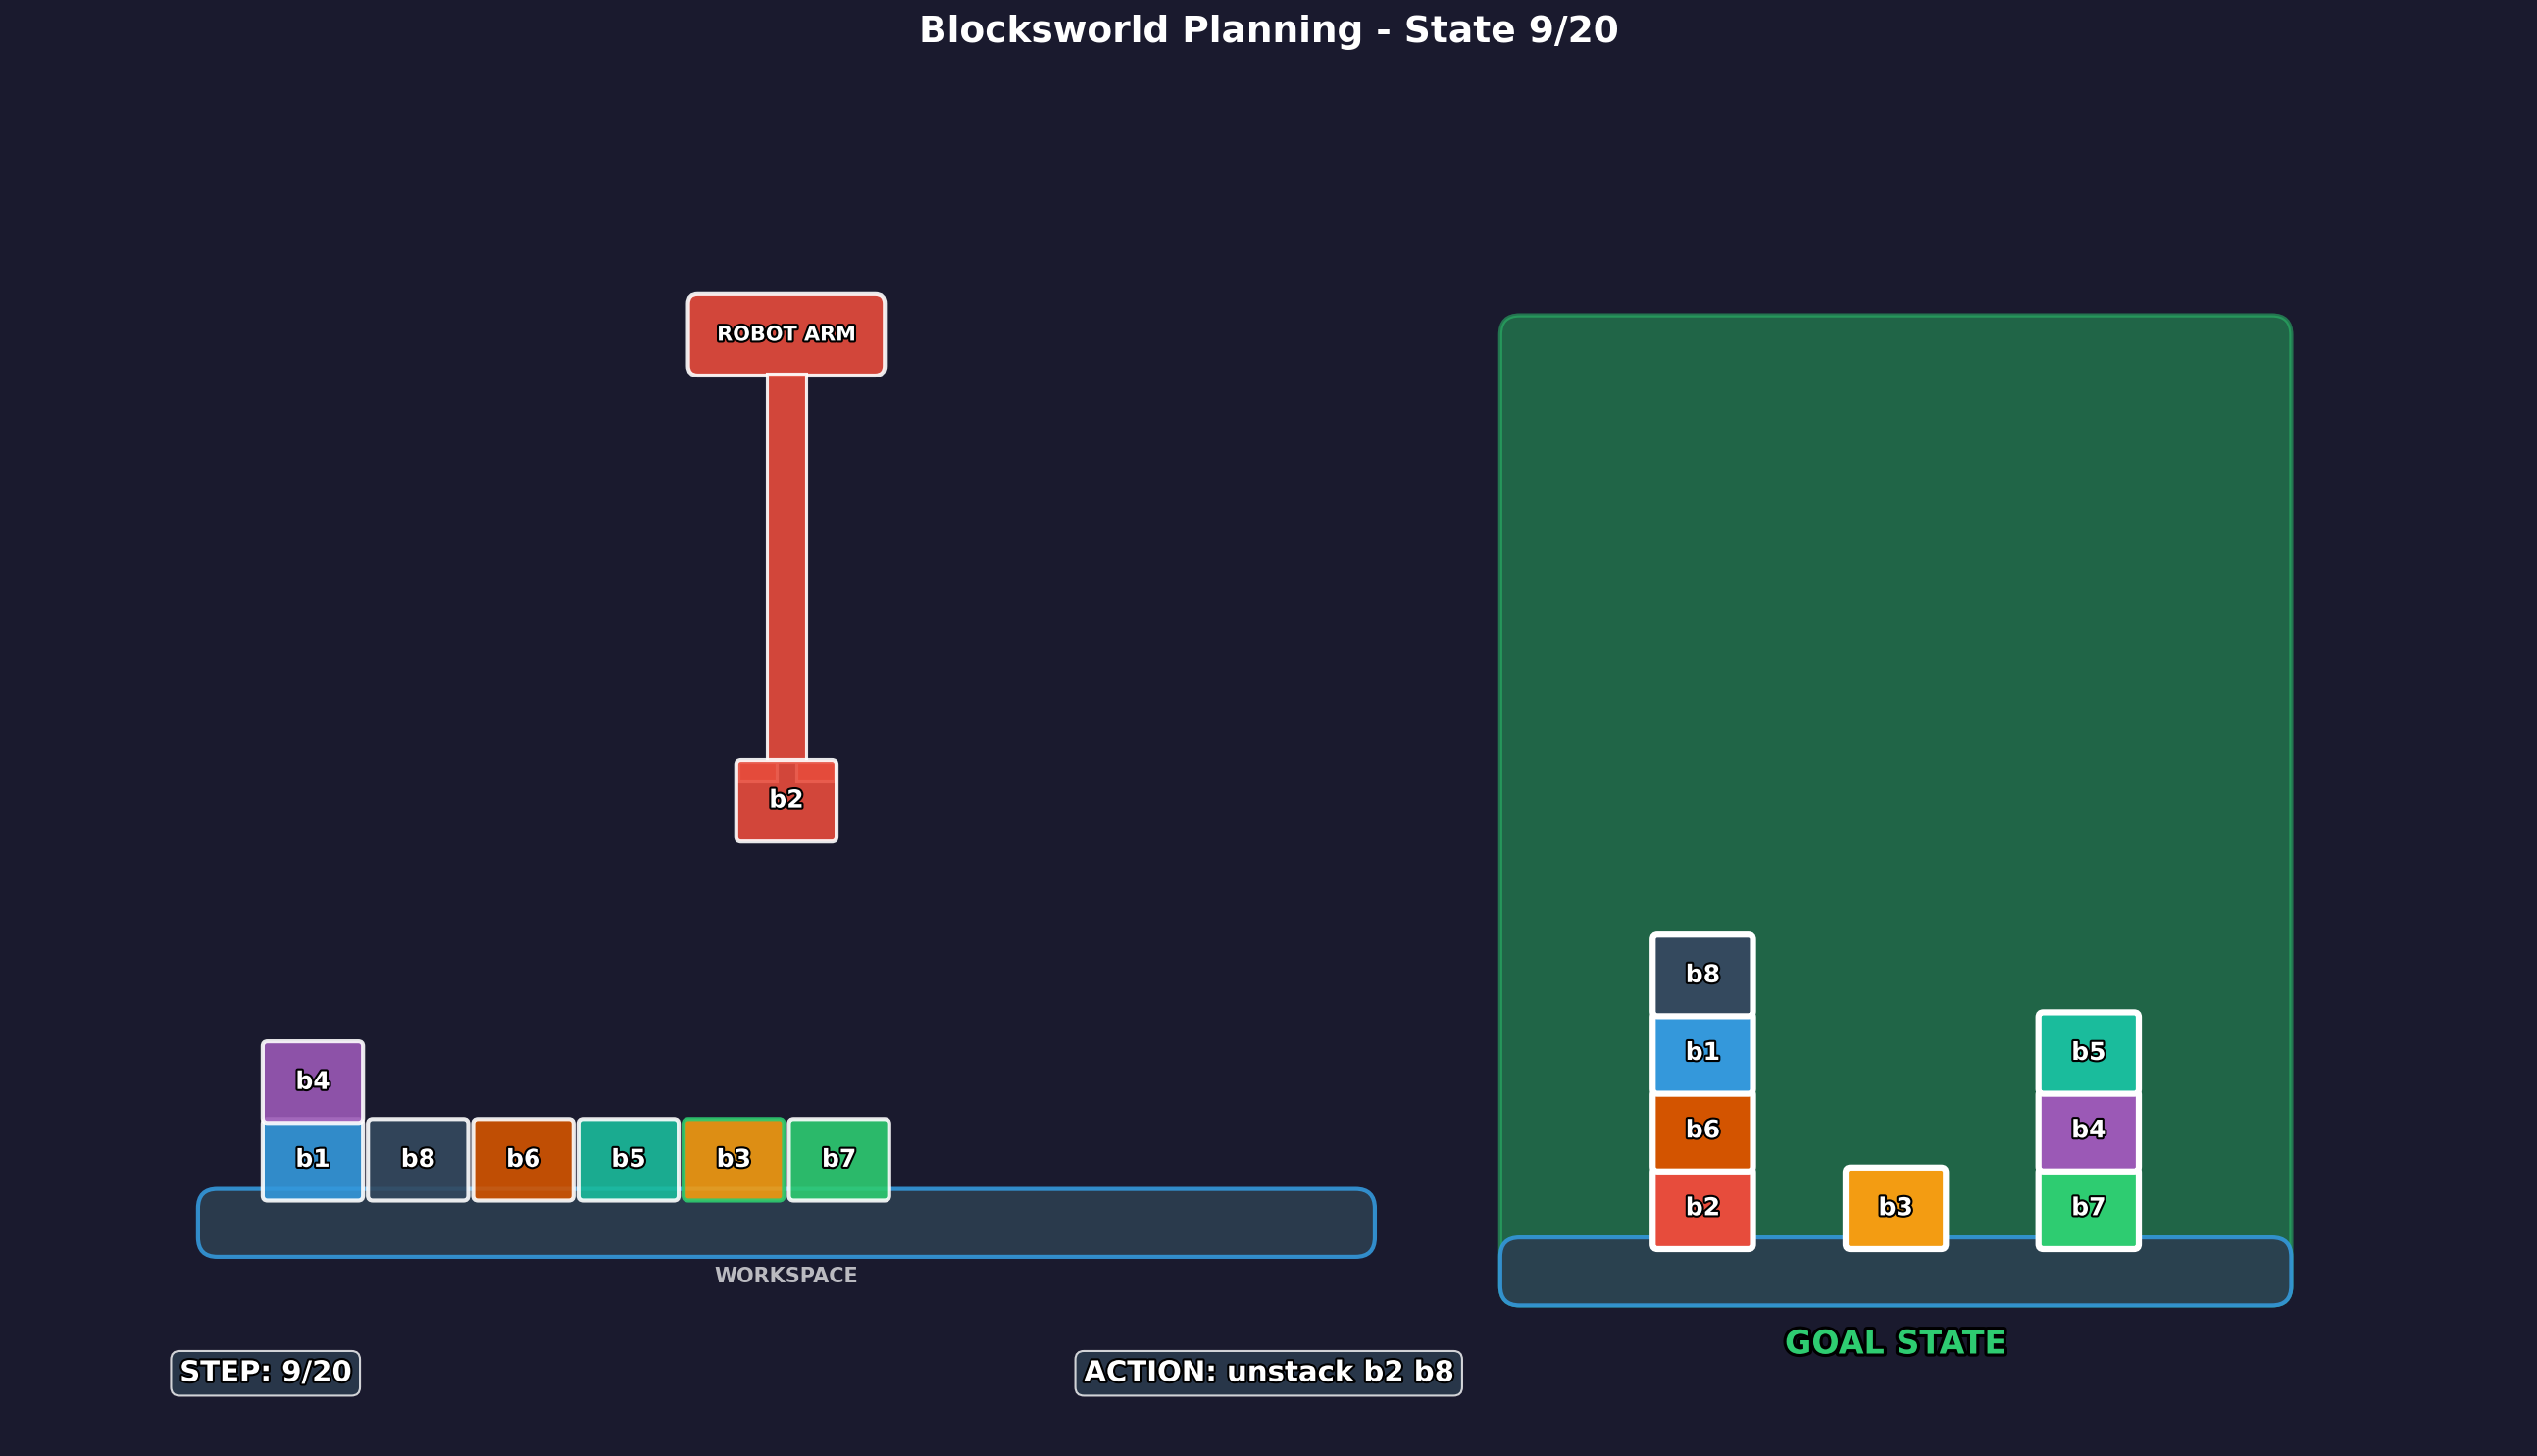 Blocksworld Planning - State 9/20
ROBOT ARM
b2
b4
b1 b8 b6 b5 b3 b7
WORKSPACE
b8
b1 b5
b6 b4
b2 b3 b7
GOAL STATE
STEP: 9/20
ACTION: unstack b2 b8